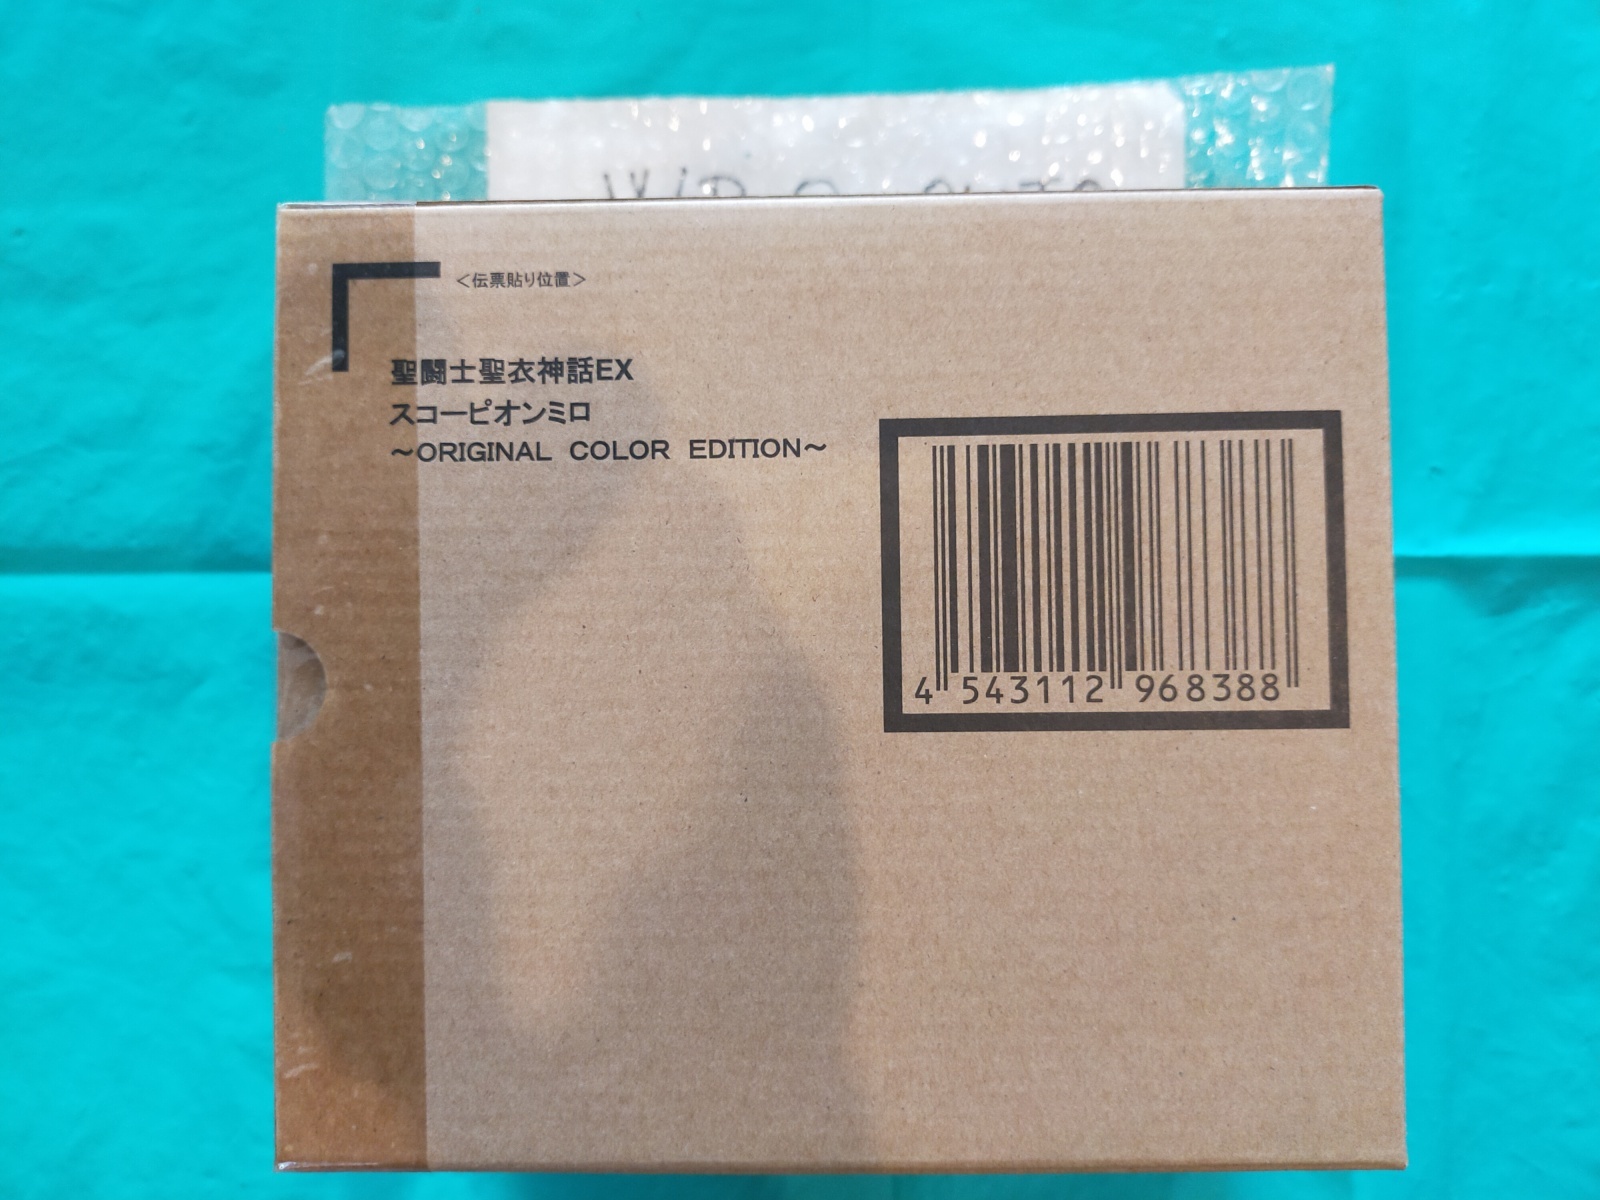 <伝票貼り位置>
聖闘士聖衣神話EX
スコーピオンミロ
~ORIGINAL COLOR EDITION~
4 543112 968388